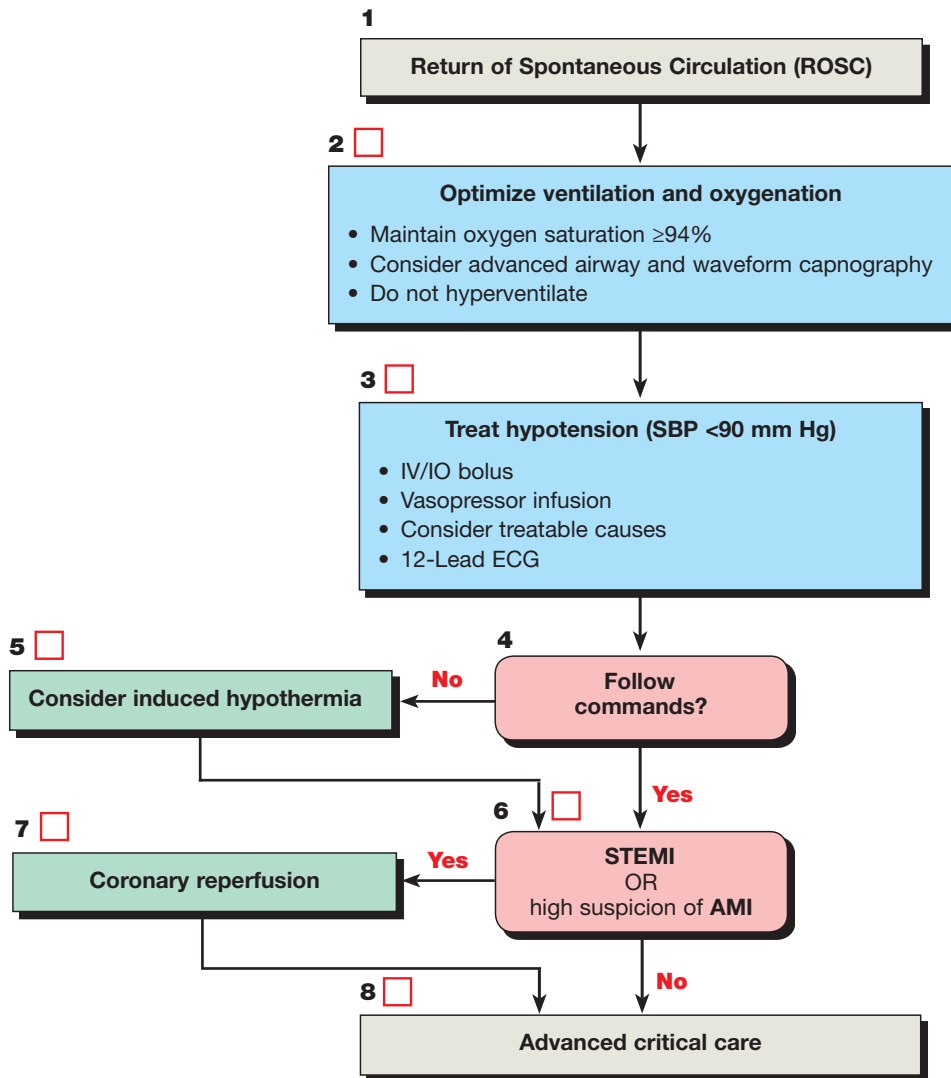 1
Return of Spontaneous Circulation (ROSC)
2
Optimize ventilation and oxygenation
• Maintain oxygen saturation ≥94%
• Consider advanced airway and waveform capnography
• Do not hyperventilate
3
Treat hypotension (SBP <90 mm Hg)
• IV/IO bolus
• Vasopressor infusion
• Consider treatable causes
• 12-Lead ECG
4
Follow
commands?
No
5
Consider induced hypothermia
Yes
6
STEMI
OR
high suspicion of AMI
Yes
7
Coronary reperfusion
No
8
Advanced critical care